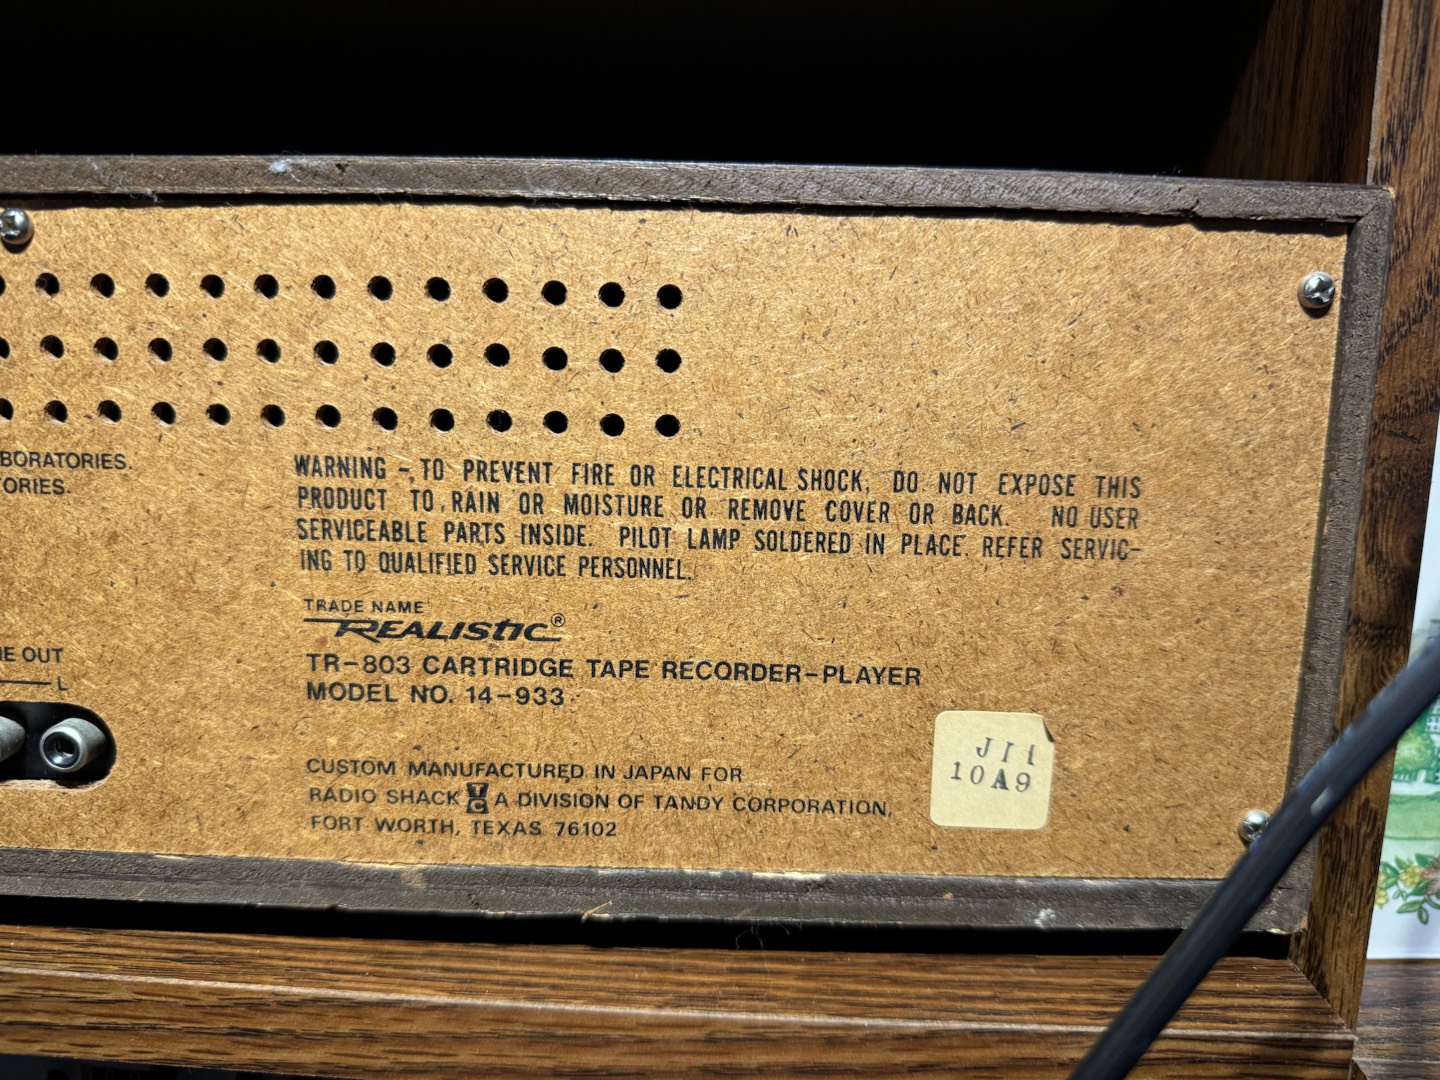 BORATORIES.
TORIES.
WARNING - TO PREVENT FIRE OR ELECTRICAL SHOCK, DO NOT EXPOSE THIS
PRODUCT TO RAIN OR MOISTURE OR REMOVE COVER OR BACK. NO USER
SERVICEABLE PARTS INSIDE. PILOT LAMP SOLDERED IN PLACE. REFER SERVIC-
ING TO QUALIFIED SERVICE PERSONNEL.
TRADE NAME
REALISTIC®
TR-803 CARTRIDGE TAPE RECORDER-PLAYER
MODEL NO. 14-933
NE OUT
L
CUSTOM MANUFACTURED IN JAPAN FOR
RADIO SHACK TC A DIVISION OF TANDY CORPORATION,
FORT WORTH, TEXAS 76102
10A9